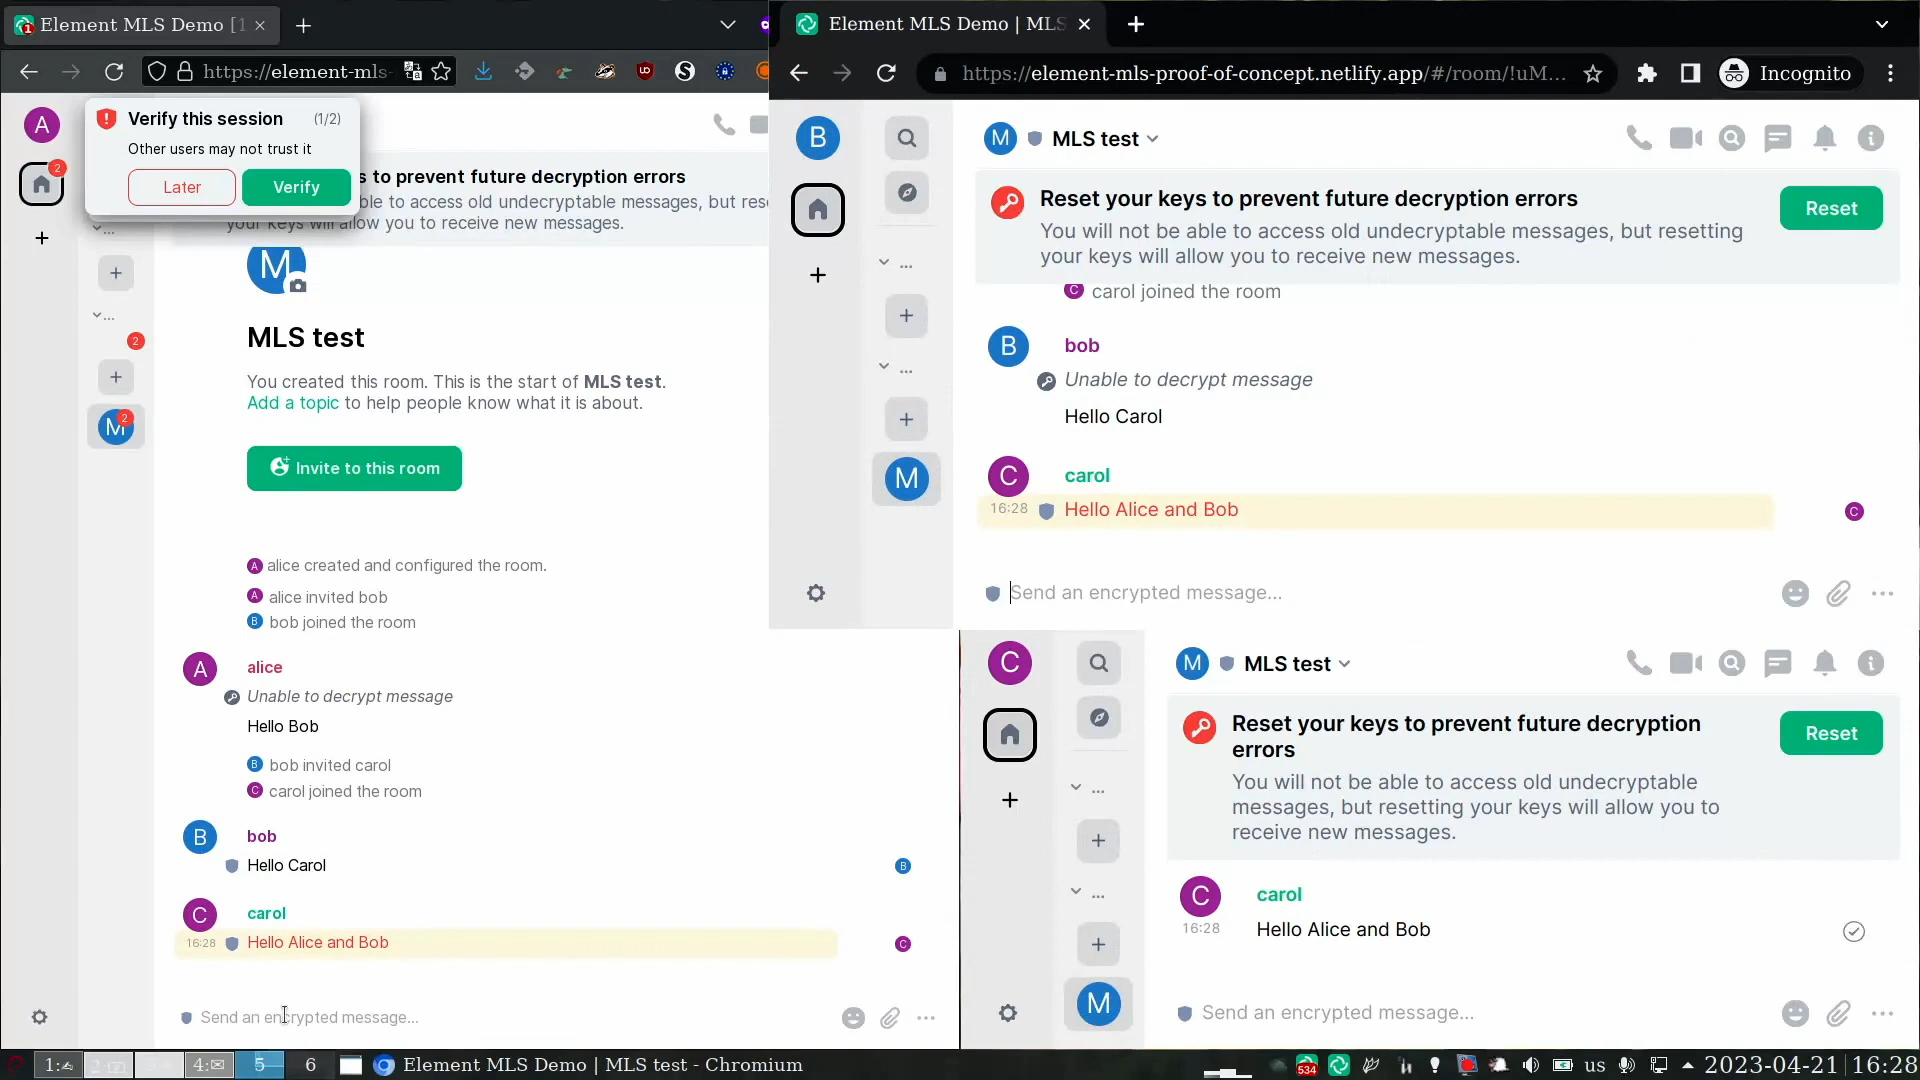 Element MLS Demo [1
https://element-mls-
A
Verify this session (1/2)
Other users may not trust it
Later
Verify
2
s to prevent future decryption errors
ble to access old undecryptable messages, but res
your keys will allow you to receive new messages.
...
...
2
M
2
M
MLS test
You created this room. This is the start of MLS test.
Add a topic to help people know what it is about.
Invite to this room
A alice created and configured the room.
A alice invited bob
B bob joined the room
A alice
Unable to decrypt message
Hello Bob
B bob invited carol
C carol joined the room
B bob
Hello Carol
B
C carol
16:28 Hello Alice and Bob
C
Send an encrypted message...
Element MLS Demo | MLS
https://element-mls-proof-of-concept.netlify.app/#/room/!uM...
Incognito
B
M MLS test
Reset your keys to prevent future decryption errors
You will not be able to access old undecryptable messages, but resetting
your keys will allow you to receive new messages.
Reset
C carol joined the room
...
...
M
B bob
Unable to decrypt message
Hello Carol
C carol
16:28 Hello Alice and Bob
C
Send an encrypted message...
C
M MLS test
Reset your keys to prevent future decryption
errors
You will not be able to access old undecryptable
messages, but resetting your keys will allow you to
receive new messages.
Reset
...
...
M
C carol
16:28 Hello Alice and Bob
Send an encrypted message...
1: 4: 5 6 Element MLS Demo | MLS test - Chromium 534 us 2023-04-21 16:28